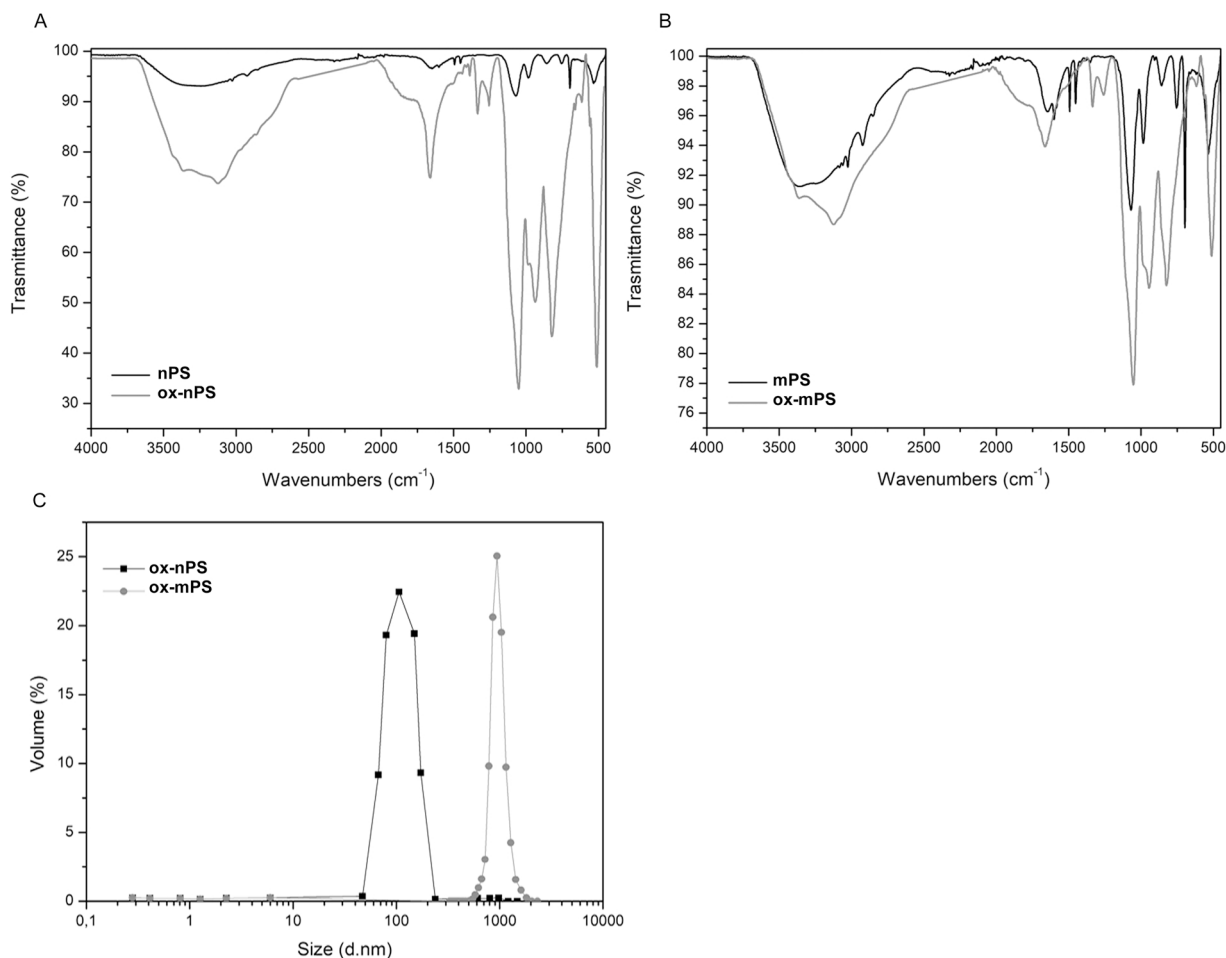 A
100
90
80
70
60
50
40
30
Trasmittance (%)
nPS
ox-nPS
4000 3500 3000 2500 2000 1500 1000 500
Wavenumbers (cm-1)
B
100
98
96
94
92
90
88
86
84
82
80
78
76
Trasmittance (%)
mPS
ox-mPS
4000 3500 3000 2500 2000 1500 1000 500
Wavenumbers (cm-1)
C
25
20
15
10
5
0
Volume (%)
ox-nPS
ox-mPS
0,1 1 10 100 1000 10000
Size (d.nm)